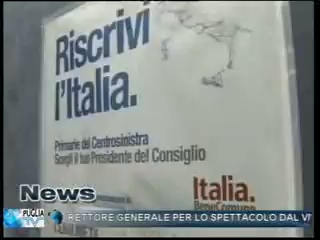 Riscrivi
l'Italia.
Primarie del Centrosinistra
Scegli il tuo Presidente del Consiglio
Italia.
BeneComune
News
PUGLIA
RETTORE GENERALE PER LO SPETTACOLO DAL VI